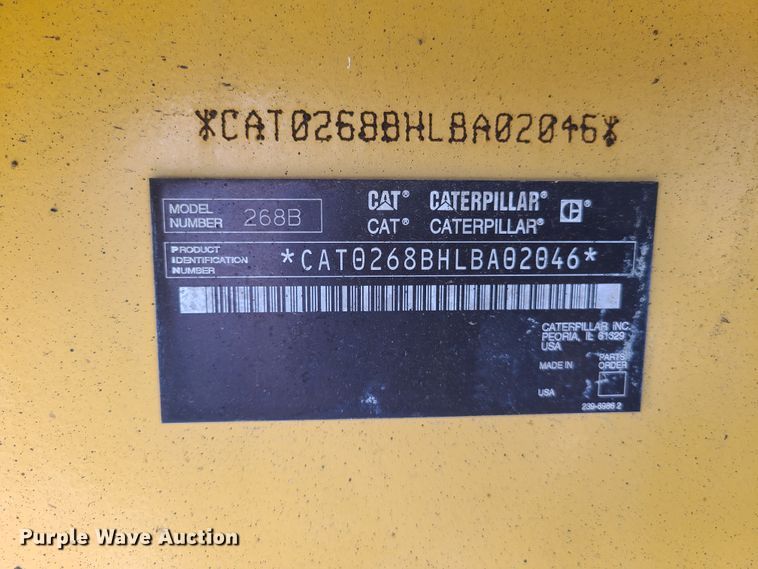 *CAT0268BHLBA02046*
MODEL NUMBER 268B
CAT® CATERPILLAR® C®
CAT® CATERPILLAR®
PRODUCT IDENTIFICATION NUMBER *CAT0268BHLBA02046*
CATERPILLAR INC.
PEORIA, IL 61329
USA
MADE IN
PARTS ORDER
USA
239-6986 2
Purple Wave Auction